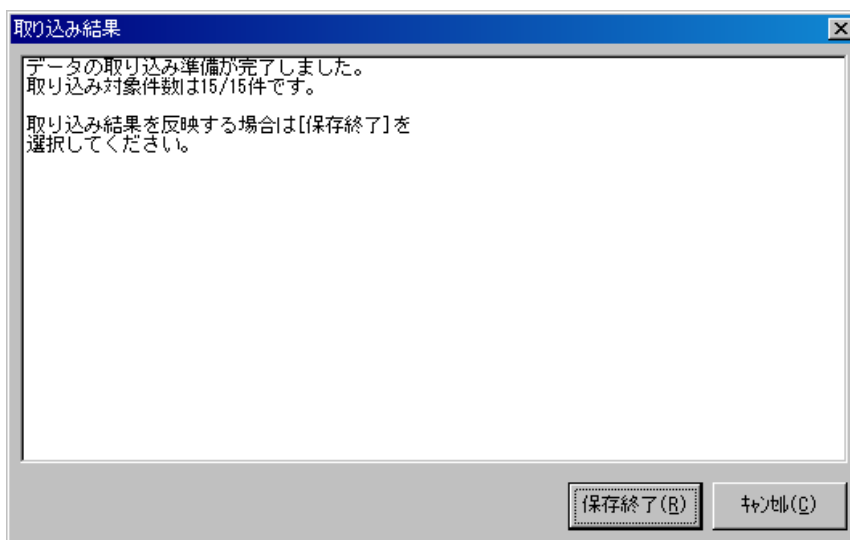 取り込み結果
データの取り込み準備が完了しました。
取り込み対象件数は15/15件です。
取り込み結果を反映する場合は[保存終了]を
選択してください。
保存終了(R)
ｷｬﾝｾﾙ(C)